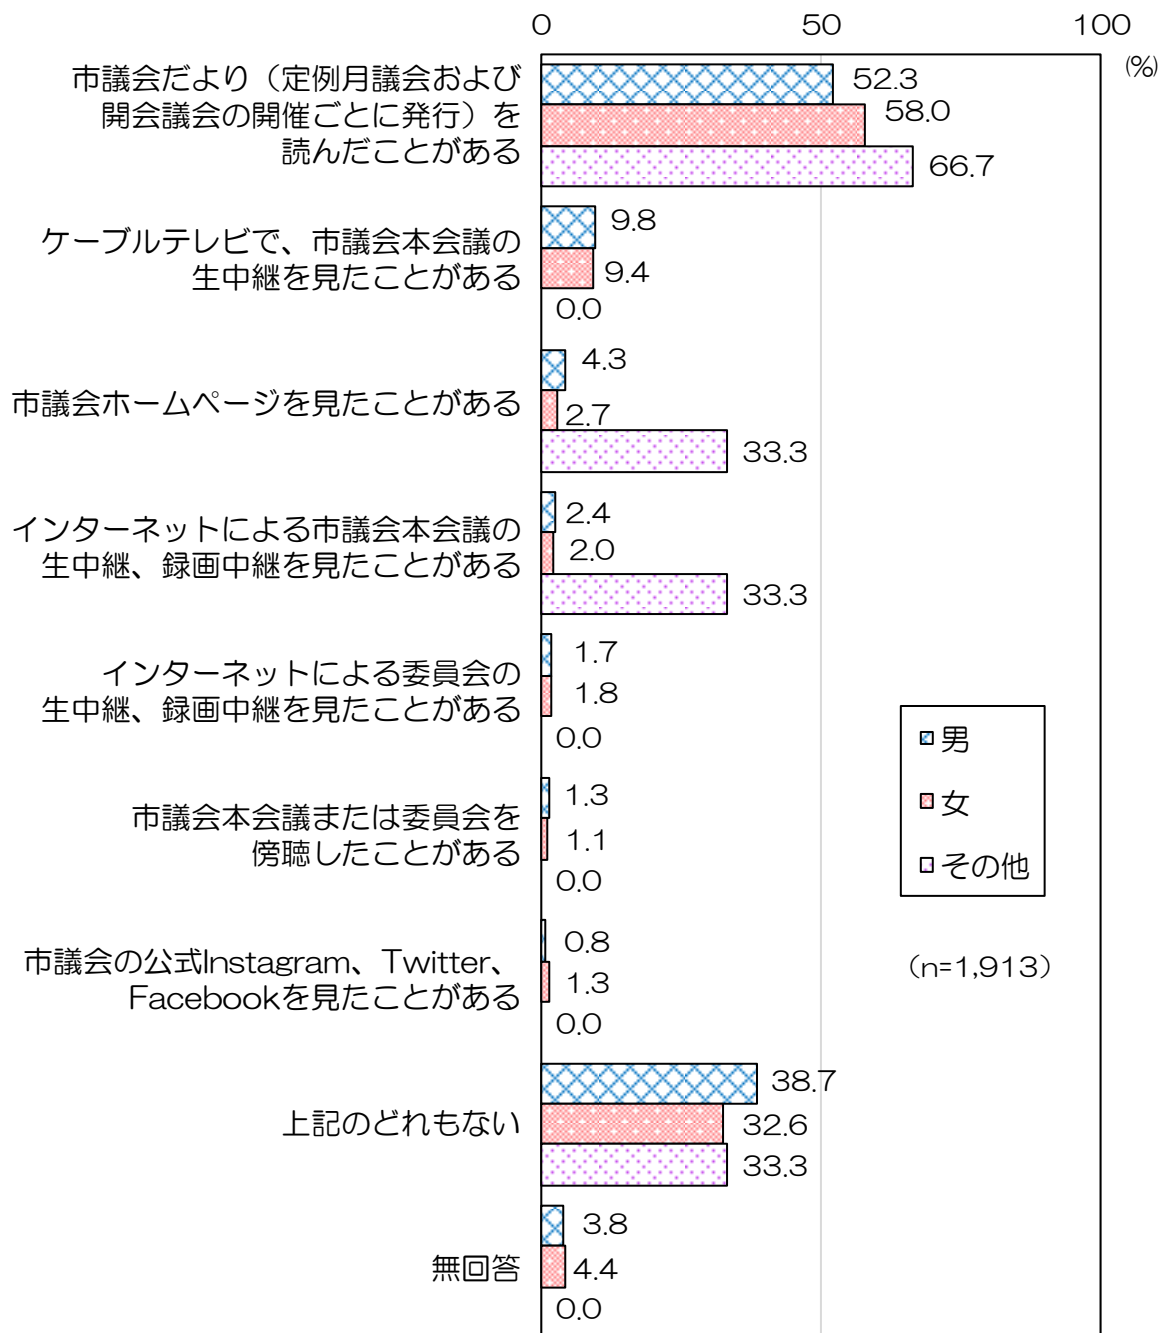 0 50 100
(%)
市議会だより（定例月議会および
開会議会の開催ごとに発行）を
読んだことがある
52.3
58.0
66.7
ケーブルテレビで、市議会本会議の
生中継を見たことがある
9.8
9.4
0.0
市議会ホームページを見たことがある
4.3
2.7
33.3
インターネットによる市議会本会議の
生中継、録画中継を見たことがある
2.4
2.0
33.3
インターネットによる委員会の
生中継、録画中継を見たことがある
1.7
1.8
0.0
市議会本会議または委員会を
傍聴したことがある
1.3
1.1
0.0
市議会の公式Instagram、Twitter、
Facebookを見たことがある
0.8
1.3
0.0
上記のどれもない
38.7
32.6
33.3
無回答
3.8
4.4
0.0
男
女
その他
（n=1,913）